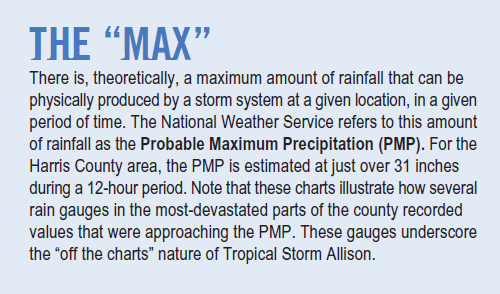 THE “MAX”
There is, theoretically, a maximum amount of rainfall that can be
physically produced by a storm system at a given location, in a given
period of time. The National Weather Service refers to this amount
of rainfall as the Probable Maximum Precipitation (PMP). For the
Harris County area, the PMP is estimated at just over 31 inches
during a 12-hour period. Note that these charts illustrate how several
rain gauges in the most-devastated parts of the county recorded
values that were approaching the PMP. These gauges underscore
the “off the charts” nature of Tropical Storm Allison.